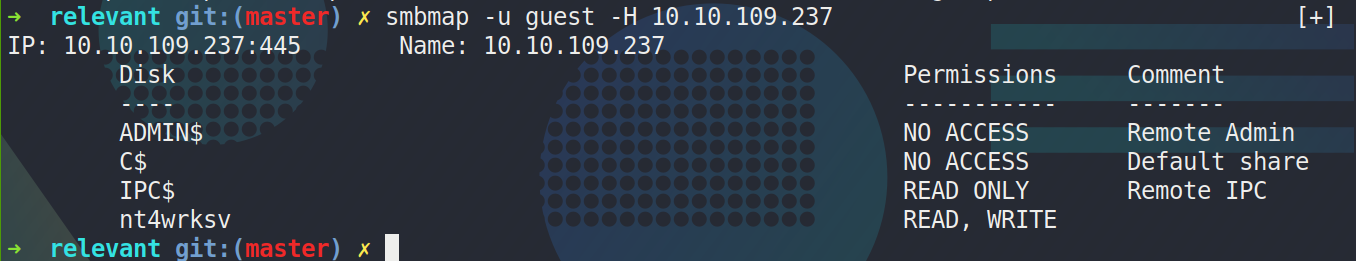 ➜ relevant git:(master) ✗ smbmap -u guest -H 10.10.109.237 [+]
IP: 10.10.109.237:445 Name: 10.10.109.237
Disk Permissions Comment
---- ----------- -------
ADMIN$ NO ACCESS Remote Admin
C$ NO ACCESS Default share
IPC$ READ ONLY Remote IPC
nt4wrksv READ, WRITE
➜ relevant git:(master) ✗